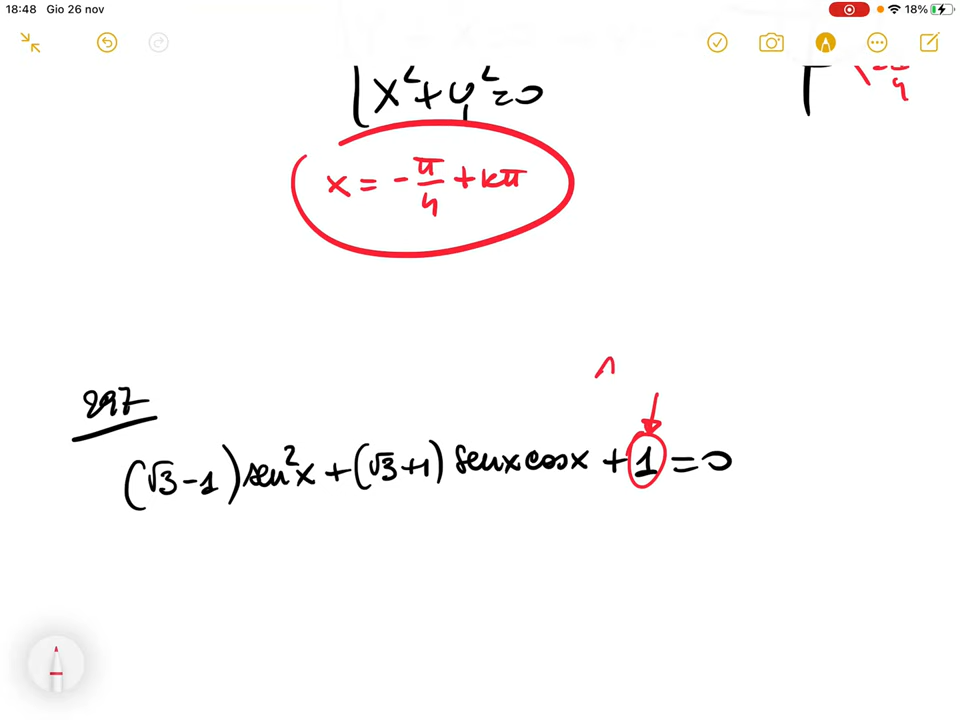 18:48 Gio 26 nov 18%
x²+y²=0
x = -π/4 + kπ
297
(√3-1) sen²x + (√3+1) senx cosx + 1 = 0